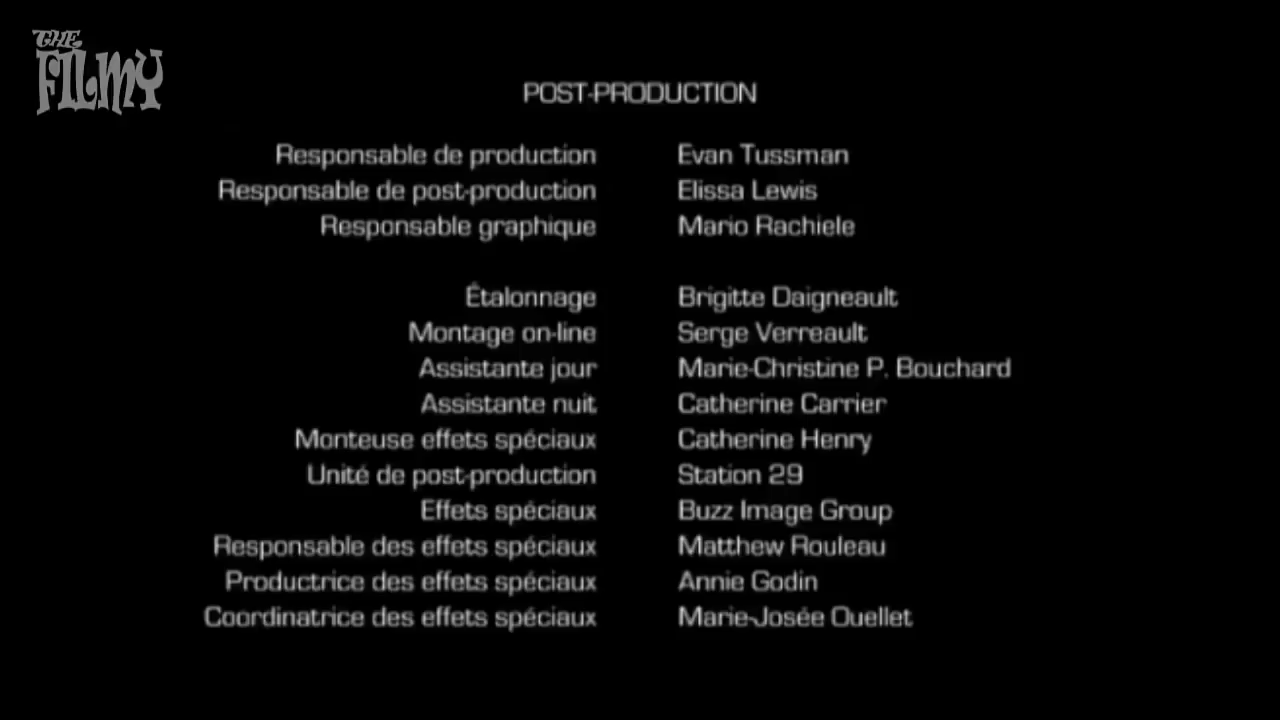 THE
FILMY
POST-PRODUCTION
Responsable de production Evan Tussman
Responsable de post-production Elissa Lewis
Responsable graphique Mario Rachiele
Étalonnage Brigitte Daigneault
Montage on-line Serge Verreault
Assistante jour Marie-Christine P. Bouchard
Assistante nuit Catherine Carrier
Monteuse effets spéciaux Catherine Henry
Unité de post-production Station 29
Effets spéciaux Buzz Image Group
Responsable des effets spéciaux Matthew Rouleau
Productrice des effets spéciaux Annie Godin
Coordinatrice des effets spéciaux Marie-Josée Ouellet